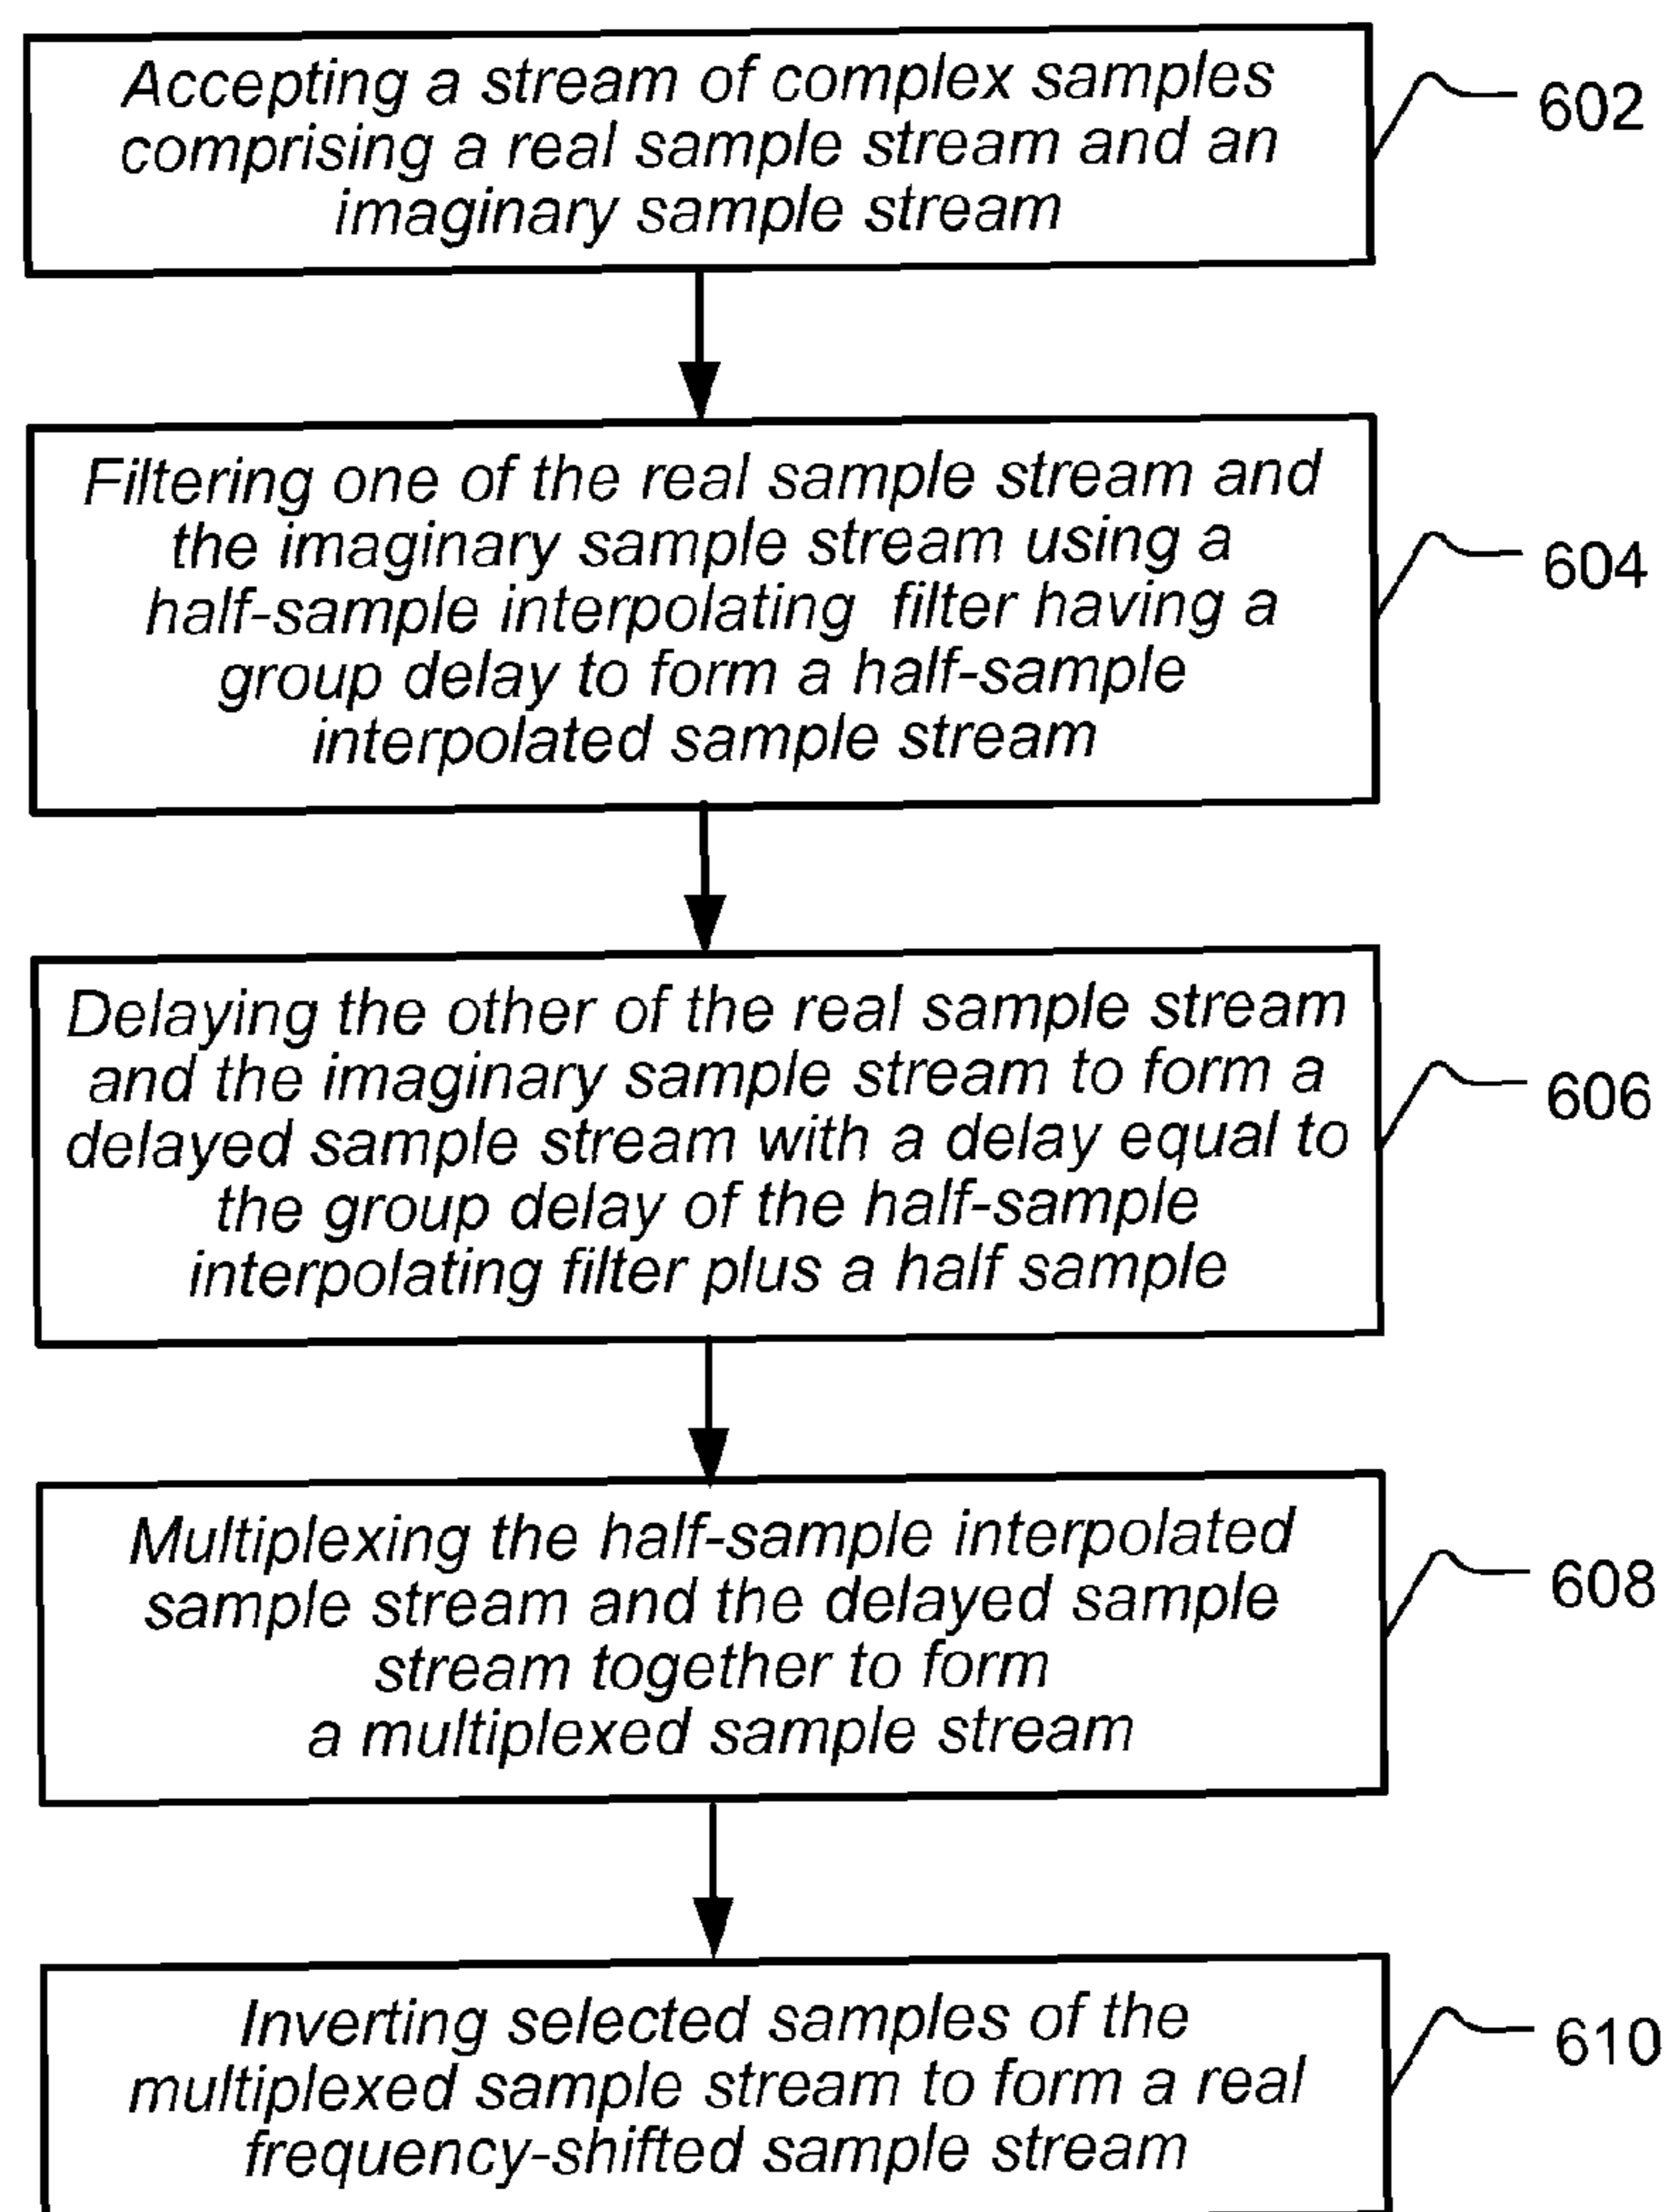 Accepting a stream of complex samples
comprising a real sample stream and an
imaginary sample stream
602
Filtering one of the real sample stream and
the imaginary sample stream using a
half-sample interpolating filter having a
group delay to form a half-sample
interpolated sample stream
604
Delaying the other of the real sample stream
and the imaginary sample stream to form a
delayed sample stream with a delay equal to
the group delay of the half-sample
interpolating filter plus a half sample
606
Multiplexing the half-sample interpolated
sample stream and the delayed sample
stream together to form
a multiplexed sample stream
608
Inverting selected samples of the
multiplexed sample stream to form a real
frequency-shifted sample stream
610